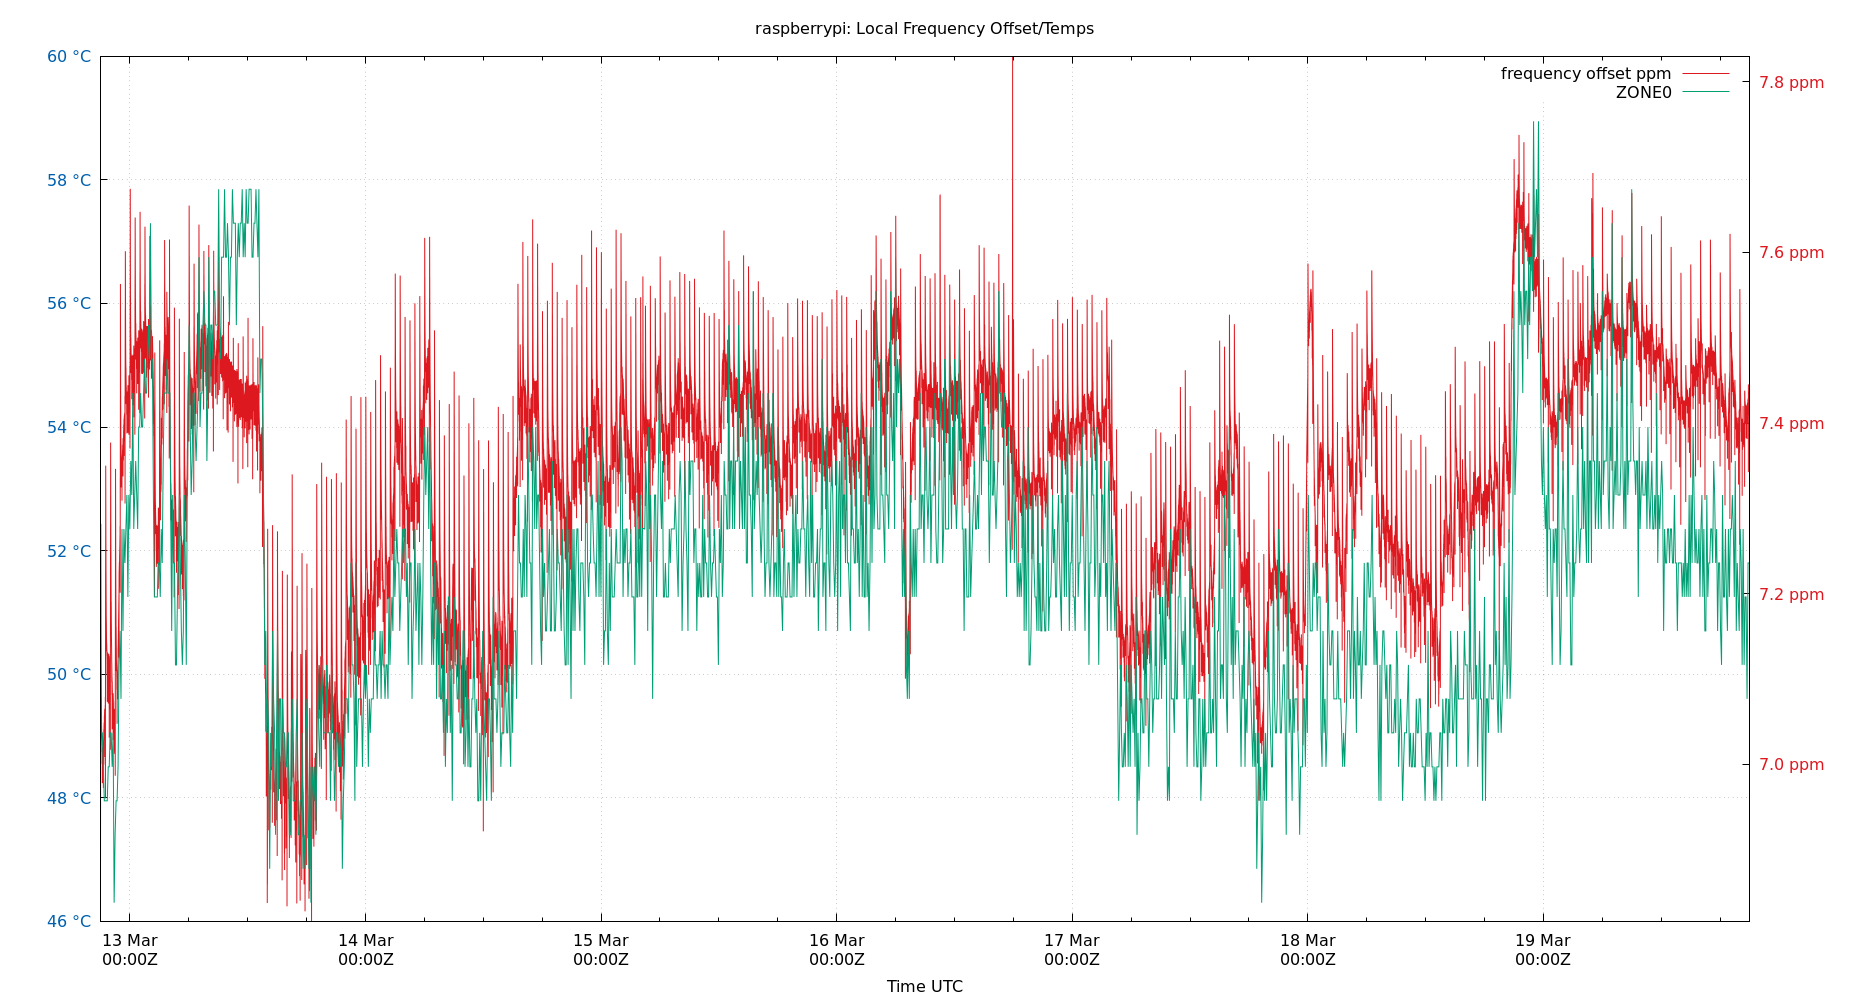 raspberrypi: Local Frequency Offset/Temps
60 °C
58 °C
56 °C
54 °C
52 °C
50 °C
48 °C
46 °C
frequency offset ppm
ZONE0
7.8 ppm
7.6 ppm
7.4 ppm
7.2 ppm
7.0 ppm
13 Mar
00:00Z
14 Mar
00:00Z
15 Mar
00:00Z
16 Mar
00:00Z
17 Mar
00:00Z
18 Mar
00:00Z
19 Mar
00:00Z
Time UTC